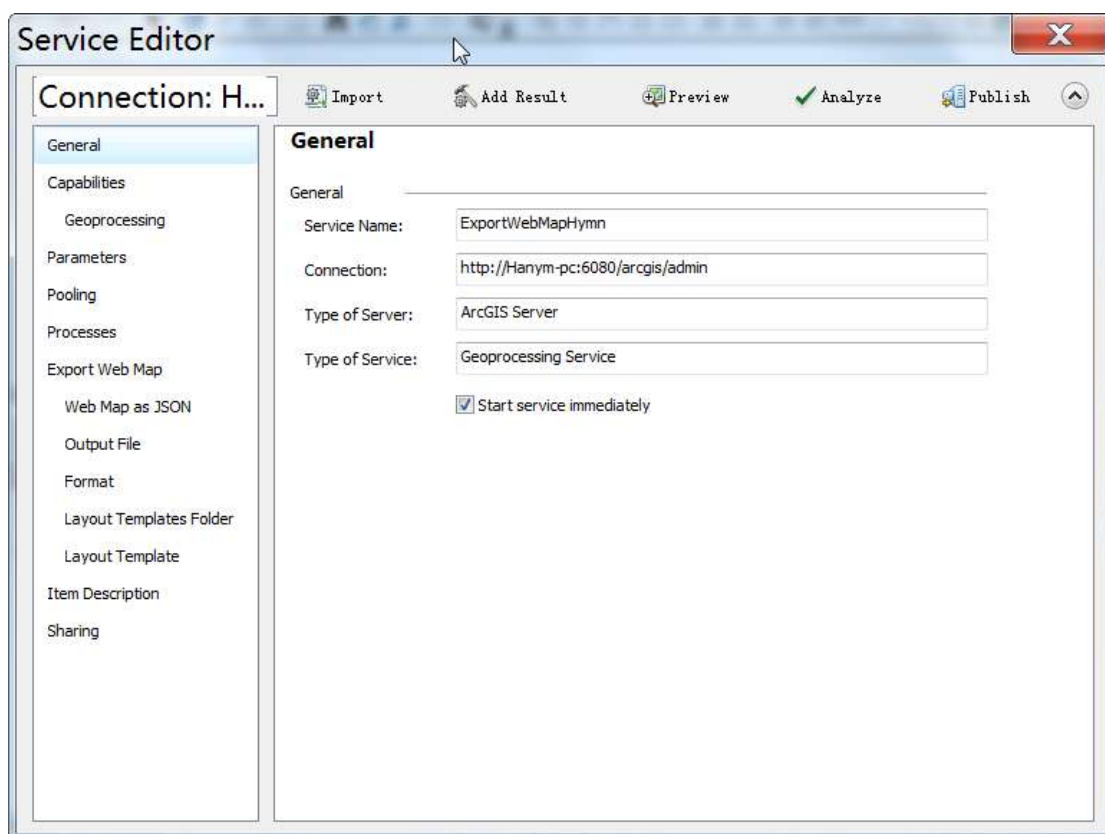 Service Editor
Connection: H...
Import
Add Result
Preview
Analyze
Publish
General
Capabilities
Geoprocessing
Parameters
Pooling
Processes
Export Web Map
Web Map as JSON
Output File
Format
Layout Templates Folder
Layout Template
Item Description
Sharing
General
General
Service Name: ExportWebMapHymn
Connection: http://Hanym-pc:6080/arcgis/admin
Type of Server: ArcGIS Server
Type of Service: Geoprocessing Service
Start service immediately